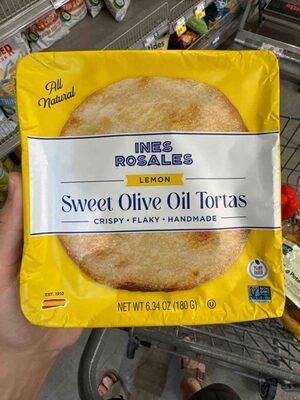 All
Natural
INES
ROSALES
LEMON
Sweet Olive Oil Tortas
CRISPY • FLAKY • HANDMADE
EST. 1910
NET WT 6.34 OZ (180 G)
U